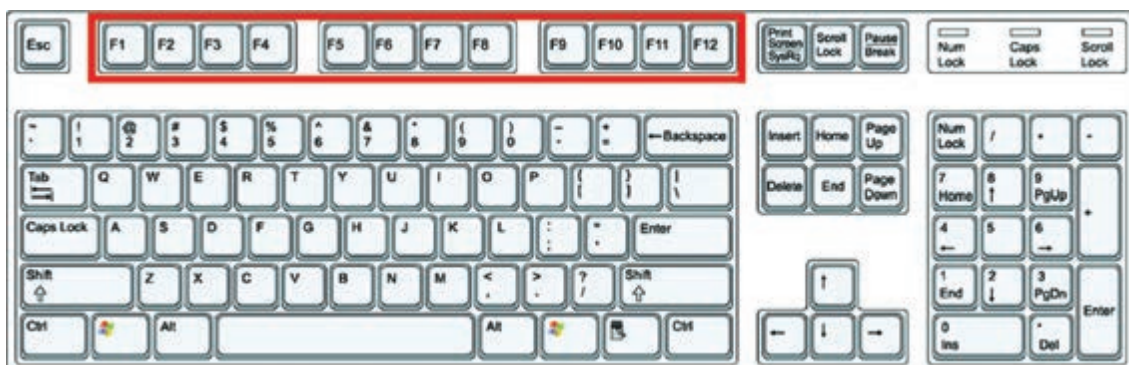 Esc F1 F2 F3 F4 F5 F6 F7 F8 F9 F10 F11 F12 Print Screen SysRq Scroll Lock Pause Break Num Lock Caps Lock Scroll Lock
~ ` ! 1 @ 2 # 3 $ 4 % 5 ^ 6 & 7 * 8 ( 9 ) 0 - + = ←Backspace Insert Home Page Up Num Lock / * -
Tab Q W E R T Y U I O P { [ } ] | \ Delete End Page Down 7 Home 8 ↑ 9 PgUp +
Caps Lock A S D F G H J K L : ; " ' Enter 4 ← 5 6 →
Shift Z X C V B N M < , > . ? / Shift ↑ 1 End 2 ↓ 3 PgDn Enter
Ctrl Alt Alt Ctrl ← ↓ → 0 Ins . Del